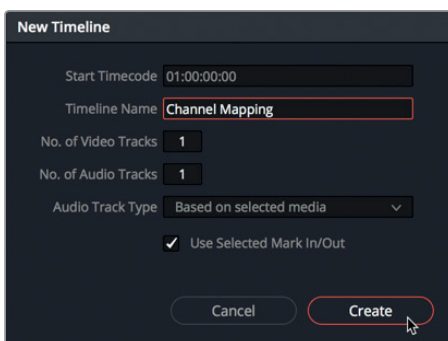 New Timeline
Start Timecode 01:00:00:00
Timeline Name Channel Mapping
No. of Video Tracks 1
No. of Audio Tracks 1
Audio Track Type Based on selected media
Use Selected Mark In/Out
Cancel Create